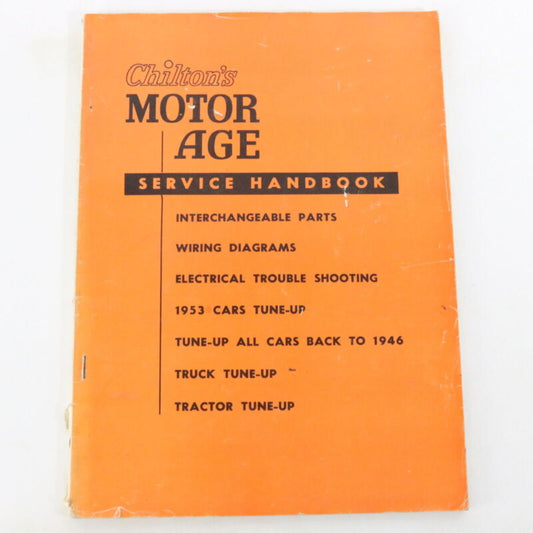 Chilton's
MOTOR
AGE
SERVICE HANDBOOK
INTERCHANGEABLE PARTS
WIRING DIAGRAMS
ELECTRICAL TROUBLE SHOOTING
1953 CARS TUNE-UP
TUNE-UP ALL CARS BACK TO 1946
TRUCK TUNE-UP
TRACTOR TUNE-UP